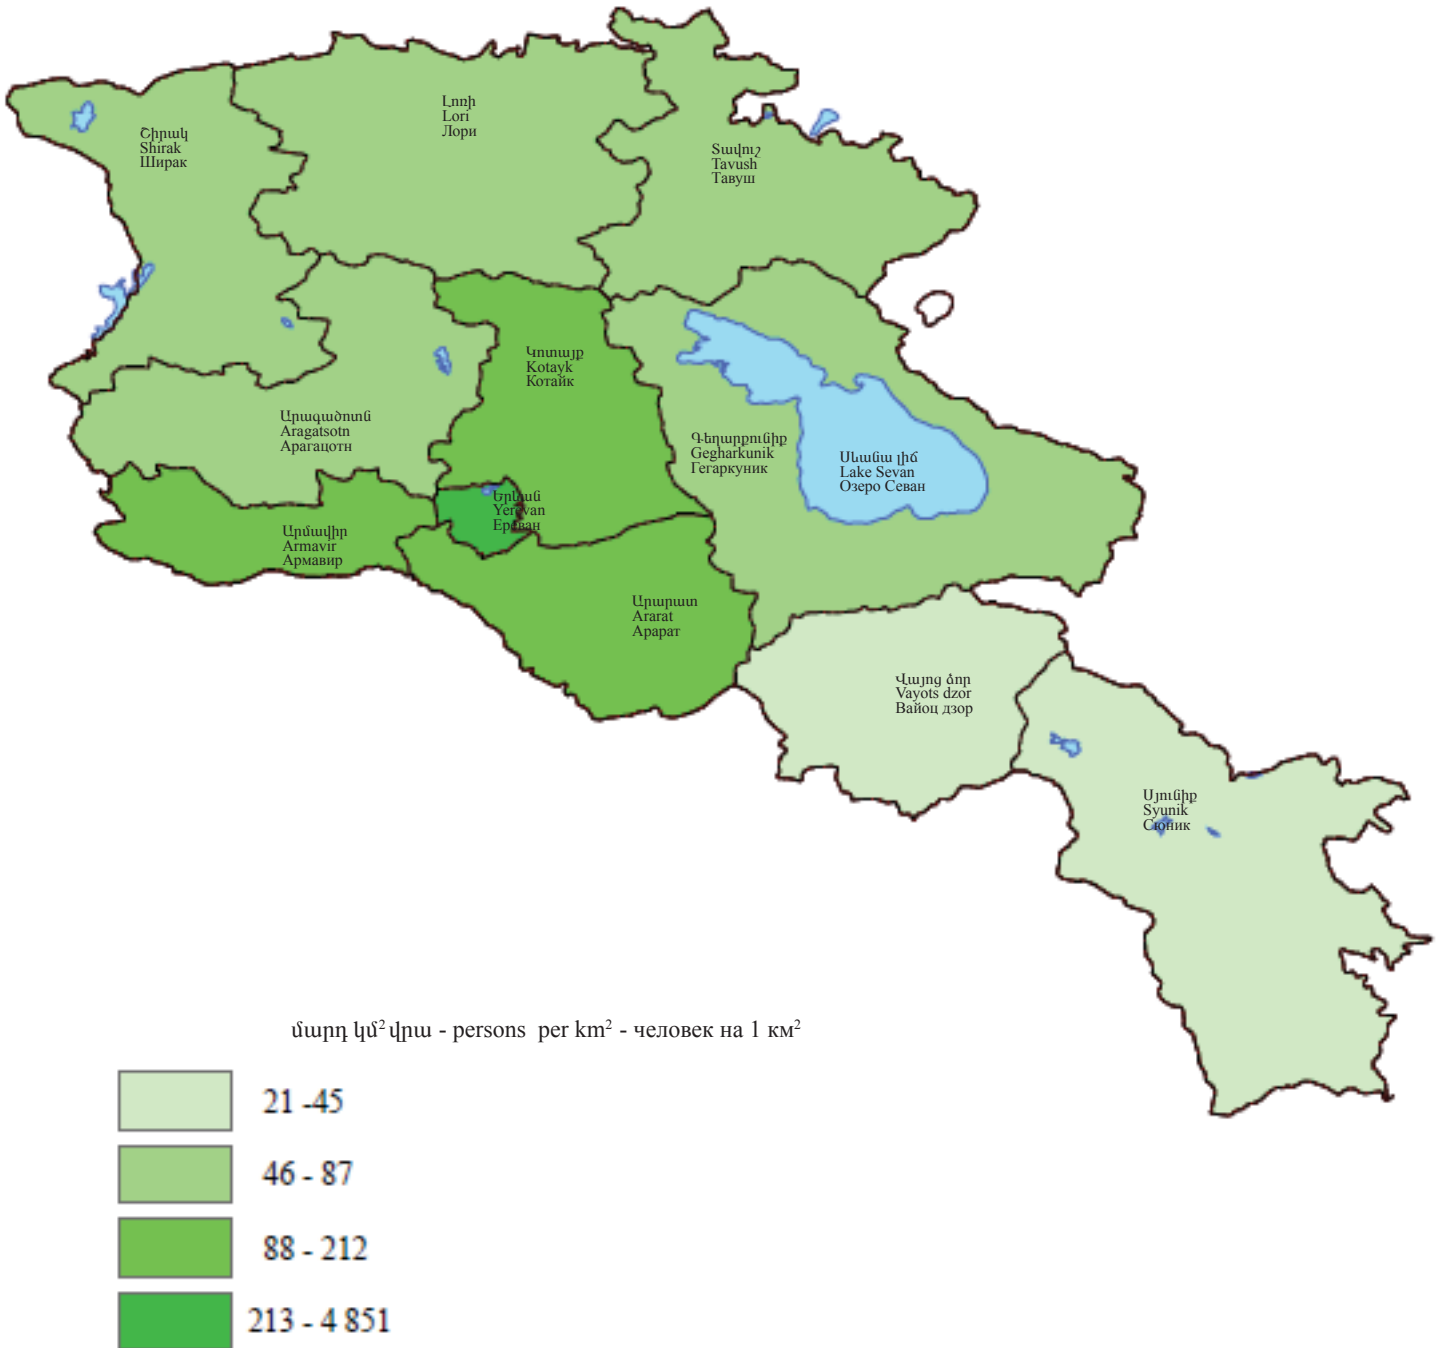 Լոռի
Lori
Лори
Շիրակ
Shirak
Ширак
Տավուշ
Tavush
Тавуш
Կոտայք
Kotayk
Котайк
Արագածոտն
Aragatsotn
Арагацотн
Գեղարքունիք
Gegharkunik
Гегаркуник
Սևանա լիճ
Lake Sevan
Озеро Севан
Երևան
Yerevan
Ереван
Արմավիր
Armavir
Армавир
Արարատ
Ararat
Арарат
Վայոց ձոր
Vayots dzor
Вайоц дзор
Սյունիք
Syunik
Сюник
մարդ կմ² վրա - persons per km² - человек на 1 км²
21 -45
46 - 87
88 - 212
213 - 4 851